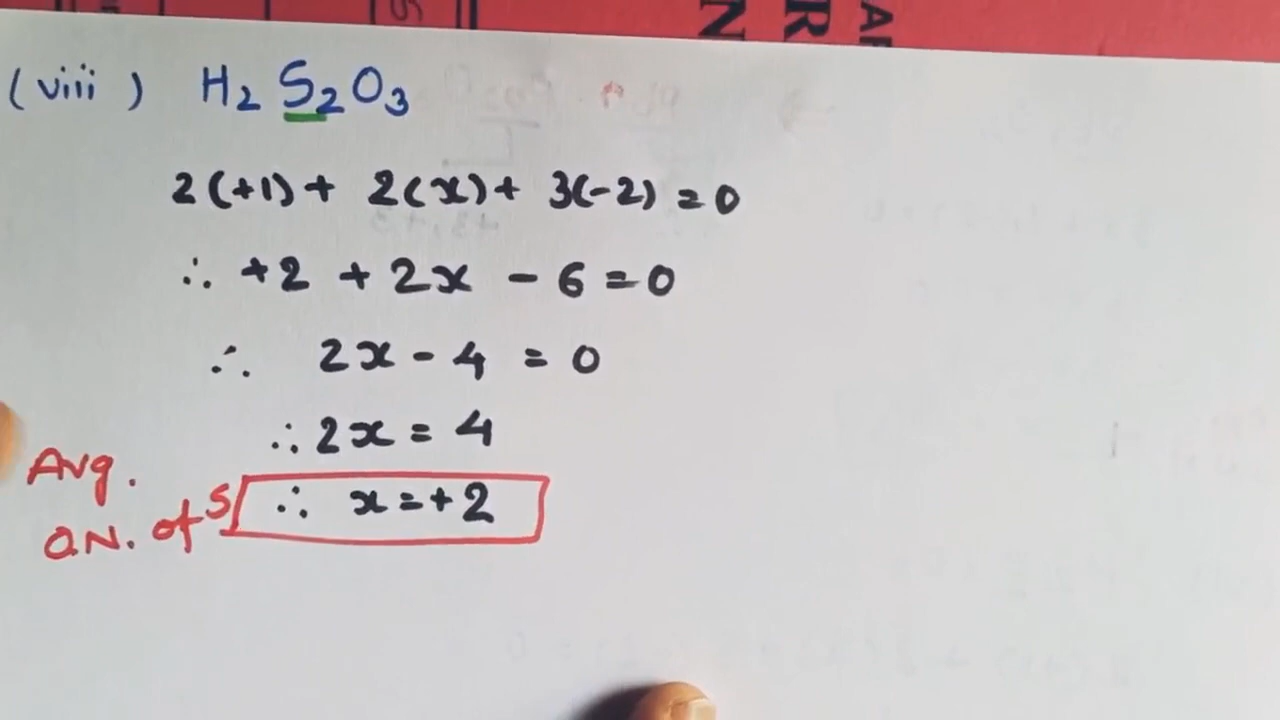 N R AF
(viii) H2 S2O3
2(+1) + 2(x) + 3(-2) = 0
∴ +2 + 2x - 6 = 0
∴ 2x - 4 = 0
∴ 2x = 4
Avg.
O.N. of S ∴ x = +2